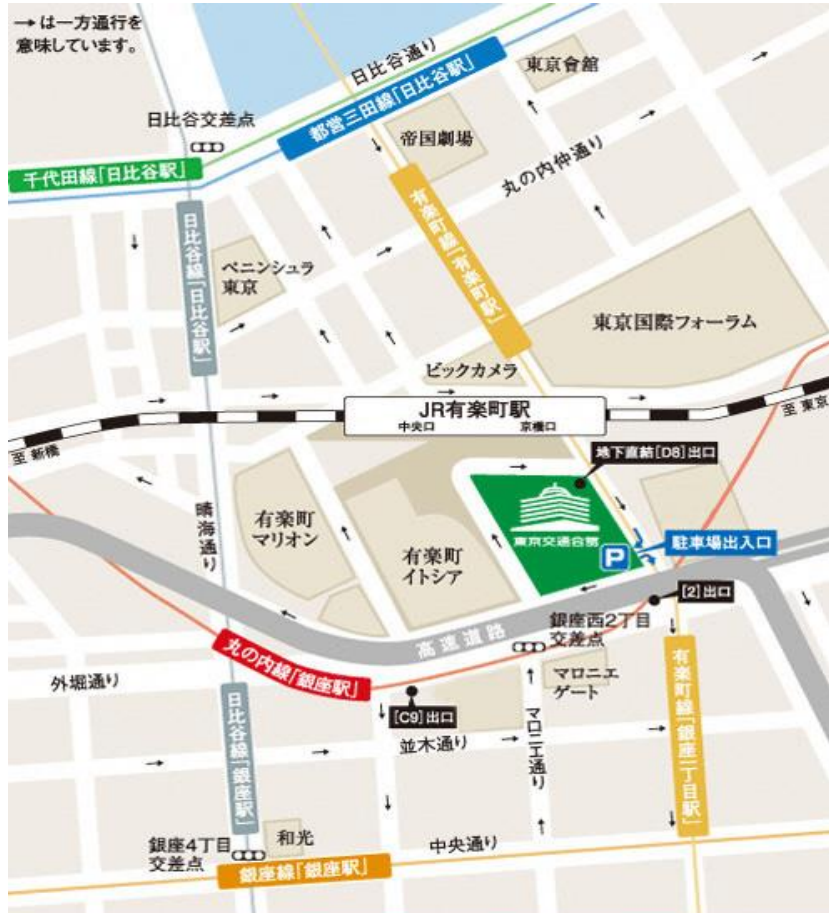 →は一方通行を
意味しています。
日比谷通り
東京會舘
日比谷交差点
都営三田線「日比谷駅」
帝国劇場
千代田線「日比谷駅」
丸の内仲通り
有楽町線「有楽町駅」
日比谷線「日比谷駅」
ペニンシュラ
東京
東京国際フォーラム
ビックカメラ
JR有楽町駅
中央口
京橋口
至 東京
至 新橋
地下直結[D8]出口
晴海通り
有楽町
マリオン
有楽町
イトシア
東京交通会館
P
駐車場出入口
[2]出口
高速道路
銀座西2丁目
交差点
丸の内線「銀座駅」
外堀通り
マロニエ
ゲート
[C9]出口
並木通り
マロニエ通り
有楽町線「銀座一丁目駅」
日比谷線「銀座駅」
銀座4丁目
交差点
和光
中央通り
銀座線「銀座駅」